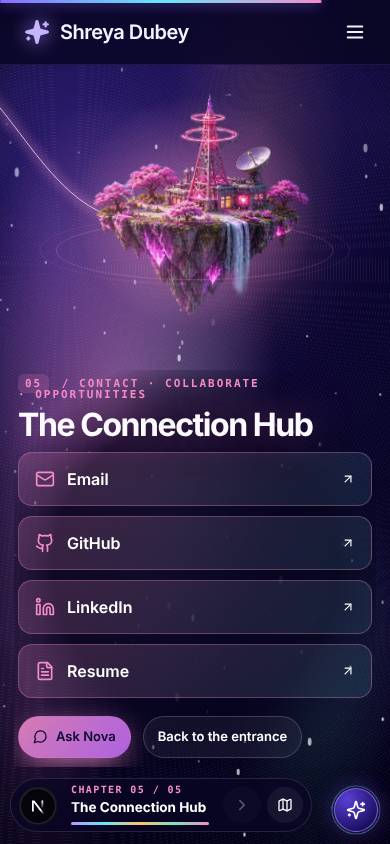 Shreya Dubey
05 / CONTACT · COLLABORATE
· OPPORTUNITIES
The Connection Hub
Email
GitHub
LinkedIn
Resume
Ask Nova
Back to the entrance
CHAPTER 05 / 05
N
The Connection Hub